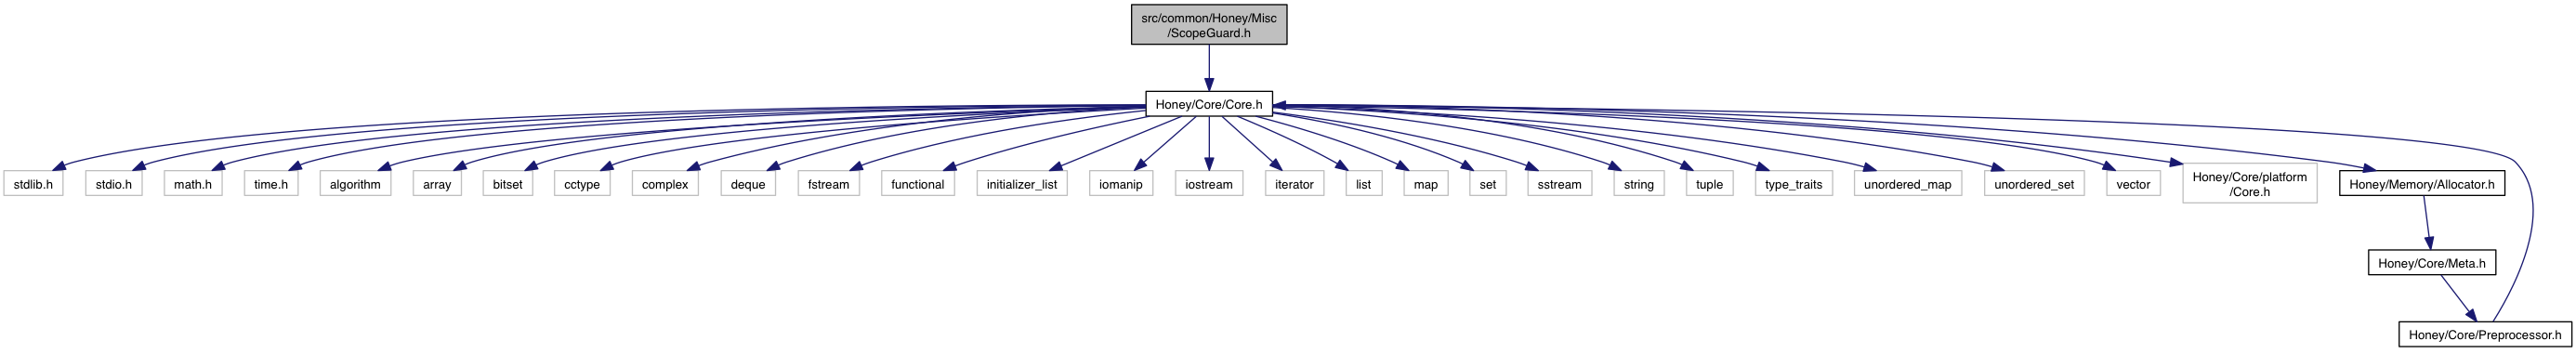 src/common/Honey/Misc
/ScopeGuard.h
Honey/Core/Core.h
stdlib.h
stdio.h
math.h
time.h
algorithm
array
bitset
cctype
complex
deque
fstream
functional
initializer_list
iomanip
iostream
iterator
list
map
set
sstream
string
tuple
type_traits
unordered_map
unordered_set
vector
Honey/Core/platform
/Core.h
Honey/Memory/Allocator.h
Honey/Core/Meta.h
Honey/Core/Preprocessor.h